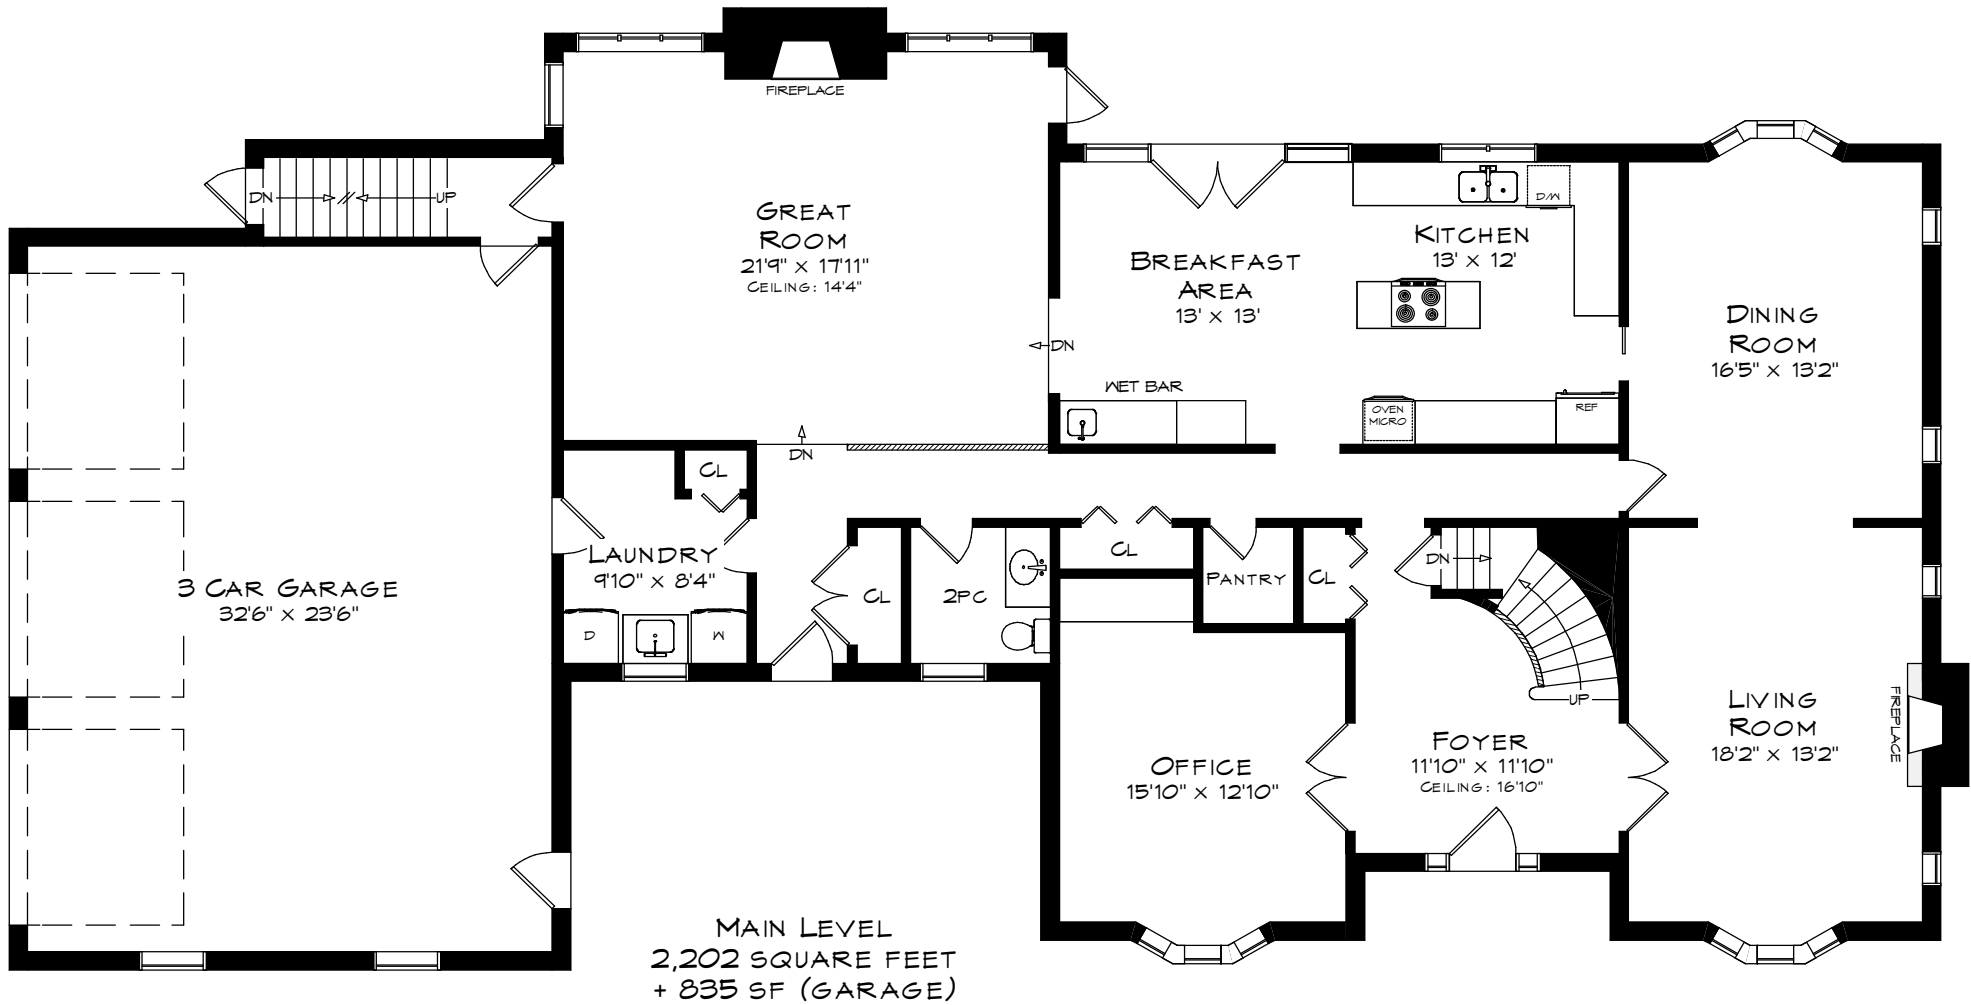 FIREPLACE
DN
UP
GREAT
ROOM
21'9" X 17'11"
CEILING: 14'4"
BREAKFAST
AREA
13' X 13'
KITCHEN
13' X 12'
D/W
DINING
ROOM
16'5" X 13'2"
DN
WET BAR
OVEN
MICRO
REF
DN
CL
LAUNDRY
9'10" X 8'4"
D
W
3 CAR GARAGE
32'6" X 23'6"
CL
2PC
CL
PANTRY
CL
DN
UP
FOYER
11'10" X 11'10"
CEILING: 16'10"
OFFICE
15'10" X 12'10"
LIVING
ROOM
18'2" X 13'2"
FIREPLACE
MAIN LEVEL
2,202 SQUARE FEET
+ 835 SF (GARAGE)